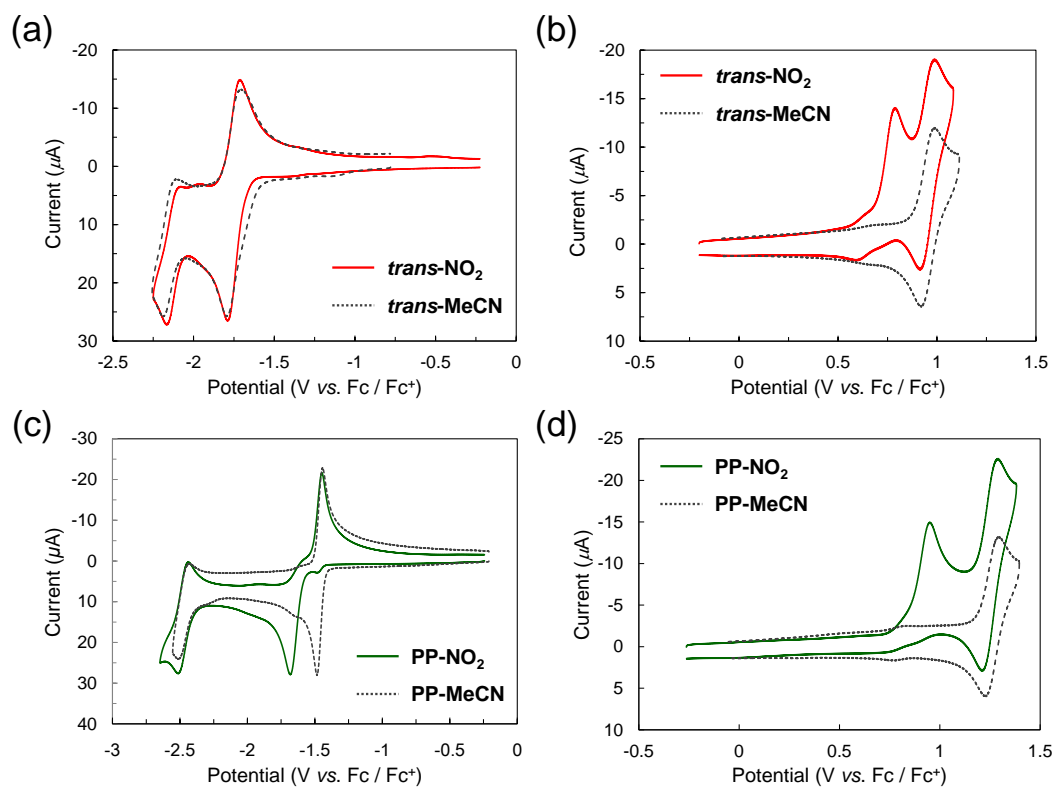 (a)
-20
-10
0
10
20
30
Current (μA)
trans-NO₂
trans-MeCN
-2.5
-2
-1.5
-1
-0.5
0
Potential (V vs. Fc / Fc⁺)
(b)
-20
-15
-10
-5
0
5
10
Current (μA)
trans-NO₂
trans-MeCN
-0.5
0
0.5
1
1.5
Potential (V vs. Fc / Fc⁺)
(c)
-30
-20
-10
0
10
20
30
40
Current (μA)
PP-NO₂
PP-MeCN
-3
-2.5
-2
-1.5
-1
-0.5
0
Potential (V vs. Fc / Fc⁺)
(d)
-25
-20
-15
-10
-5
0
5
10
Current (μA)
PP-NO₂
PP-MeCN
-0.5
0
0.5
1
1.5
Potential (V vs. Fc / Fc⁺)